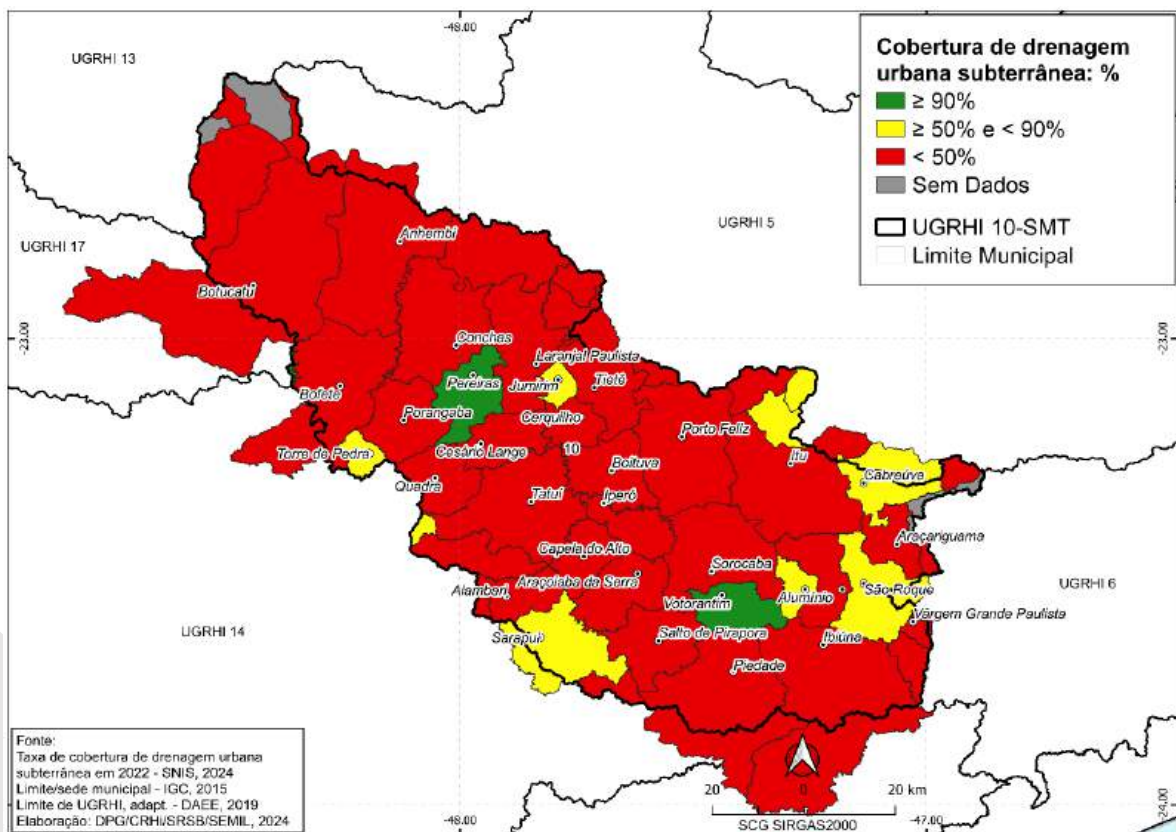 -48.00
UGRHI 13
Cobertura de drenagem
urbana subterrânea: %
≥ 90%
≥ 50% e < 90%
< 50%
Sem Dados
UGRHI 10-SMT
Limite Municipal
UGRHI 5
UGRHI 17
Anhembi
Botucatu
-23.00
-23.00
Conchas
Laranjal Paulista
Pereiras
Jumirim
Tietê
Bofete
Porangaba
Cerquilho
Porto Feliz
Torre de Pedra
Cesário Lange
10
Itu
Boituva
Cabreúva
Quadra
Tatuí
Iperó
Araçariguama
Capela do Alto
Sorocaba
UGRHI 6
Alambari
Araçoiaba da Serra
Alumínio
São Roque
Votorantim
Vargem Grande Paulista
UGRHI 14
Sarapuí
Salto de Pirapora
Ibiúna
Piedade
Fonte:
Taxa de cobertura de drenagem urbana
subterrânea em 2022 - SNIS, 2024
Limite/sede municipal - IGC, 2015
Limite de UGRHI, adapt. - DAEE, 2019
Elaboração: DPG/CRHi/SRSB/SEMIL, 2024
20 0 20 km
SCG SIRGAS2000
-48.00
-47.00
-24.00